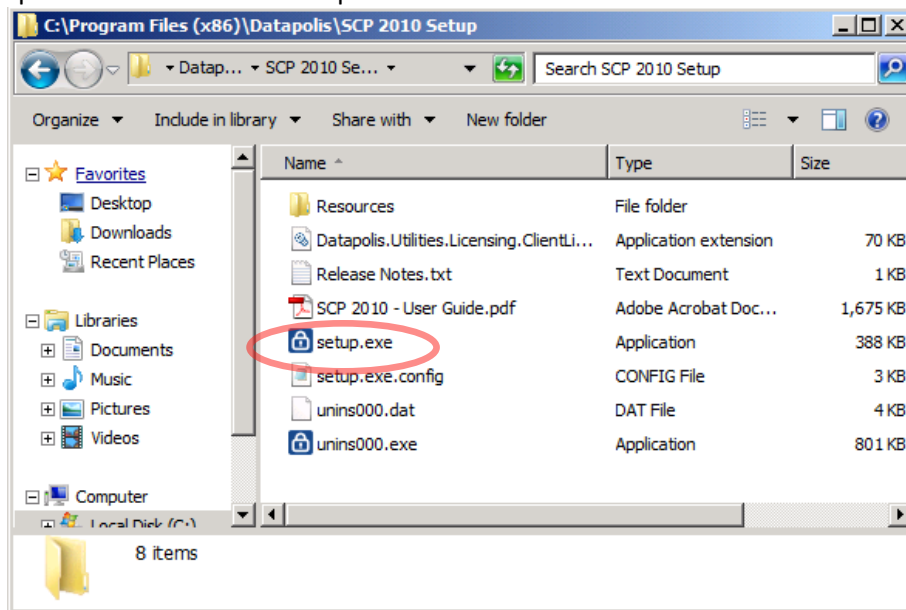 C:\Program Files (x86)\Datapolis\SCP 2010 Setup
Datap... SCP 2010 Se... Search SCP 2010 Setup
Organize Include in library Share with New folder
Favorites
Desktop
Downloads
Recent Places
Libraries
Documents
Music
Pictures
Videos
Computer
Local Disk (C:)
Name Type Size
Resources File folder
Datapolis.Utilities.Licensing.ClientLi... Application extension 70 KB
Release Notes.txt Text Document 1 KB
SCP 2010 - User Guide.pdf Adobe Acrobat Doc... 1,675 KB
setup.exe Application 388 KB
setup.exe.config CONFIG File 3 KB
unins000.dat DAT File 4 KB
unins000.exe Application 801 KB
8 items